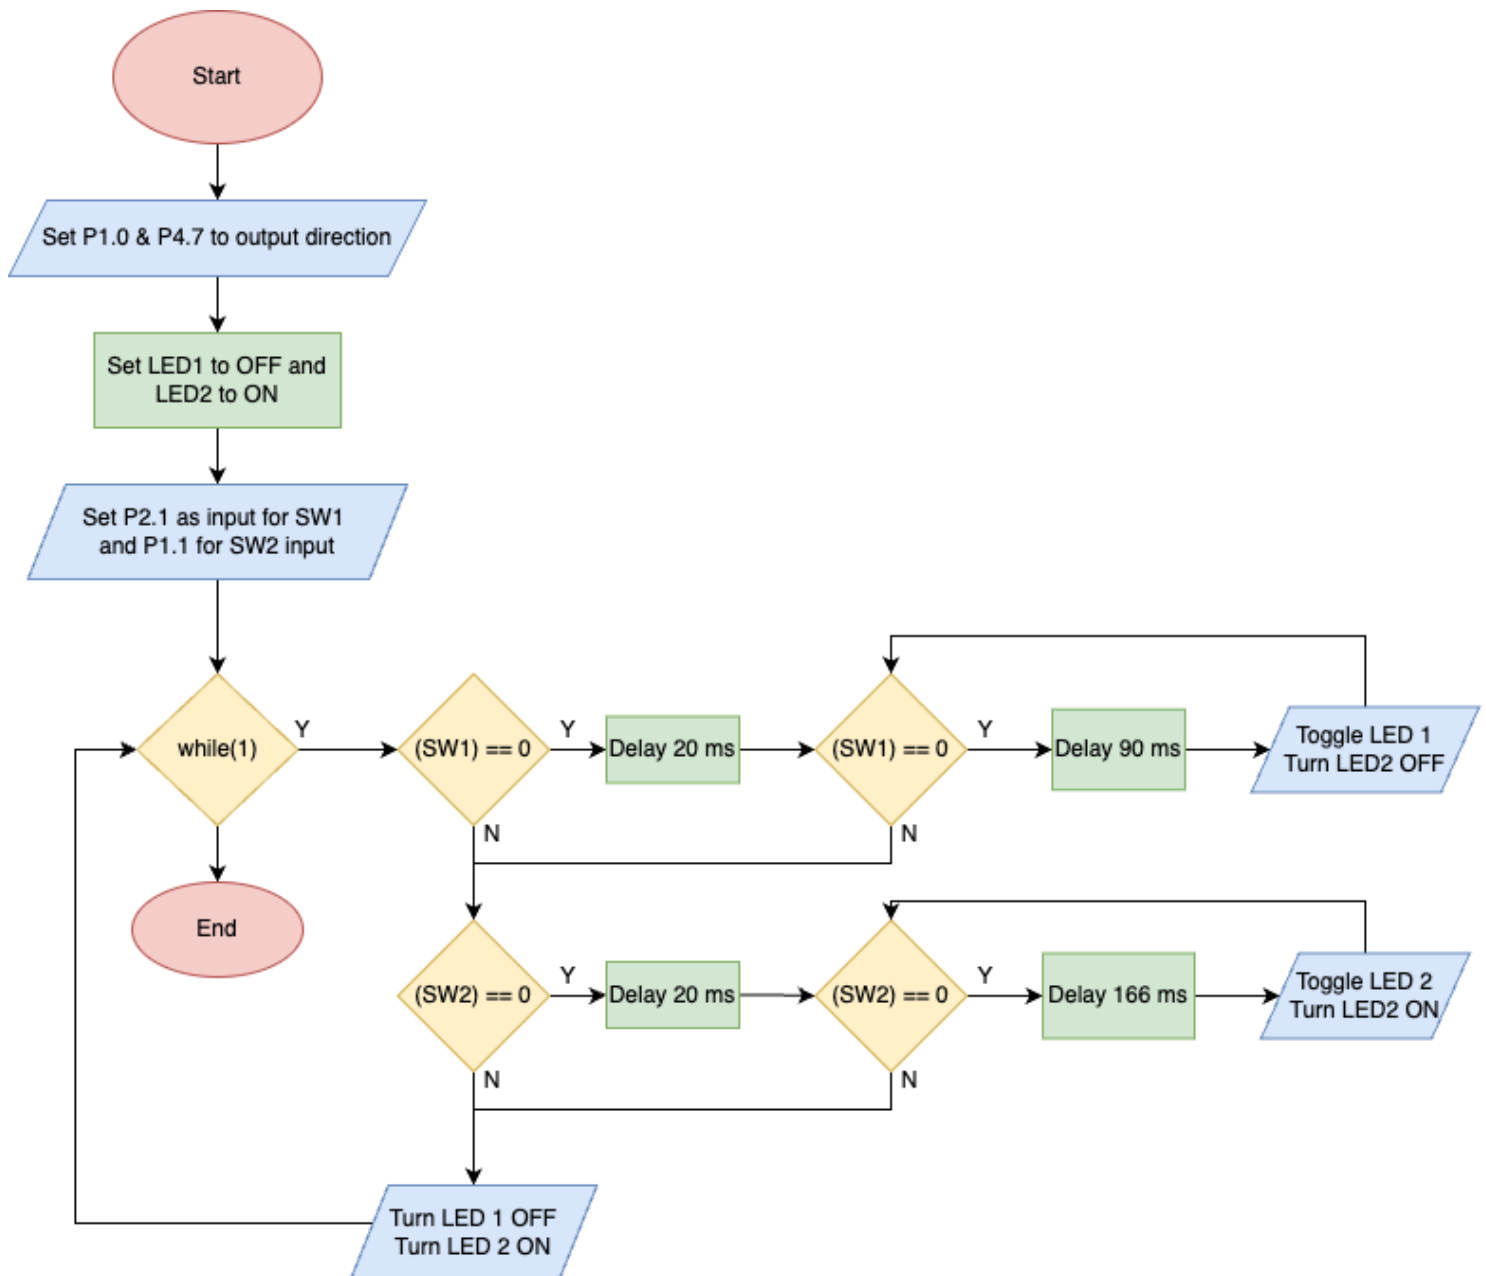 Start
Set P1.0 & P4.7 to output direction
Set LED1 to OFF and
LED2 to ON
Set P2.1 as input for SW1
and P1.1 for SW2 input
while(1)
Y
(SW1) == 0
Y
Delay 20 ms
(SW1) == 0
Y
Delay 90 ms
Toggle LED 1
Turn LED2 OFF
N
N
End
(SW2) == 0
Y
Delay 20 ms
(SW2) == 0
Y
Delay 166 ms
Toggle LED 2
Turn LED2 ON
N
N
Turn LED 1 OFF
Turn LED 2 ON